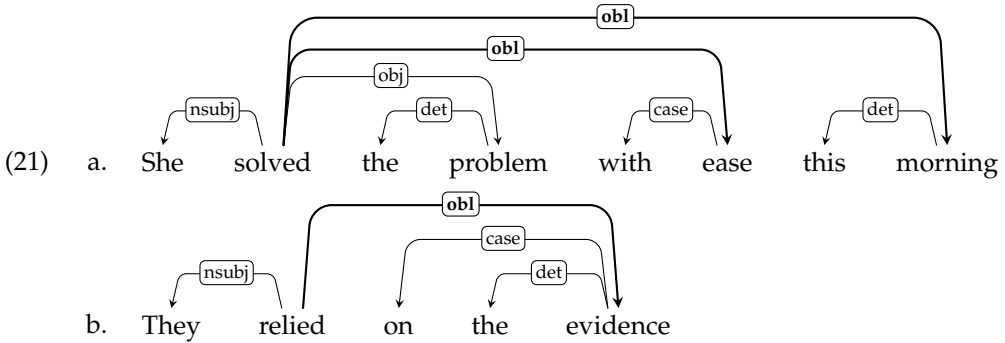 obl
obl
obj
nsubj det case det
(21) a. She solved the problem with ease this morning
obl
case
nsubj det
b. They relied on the evidence